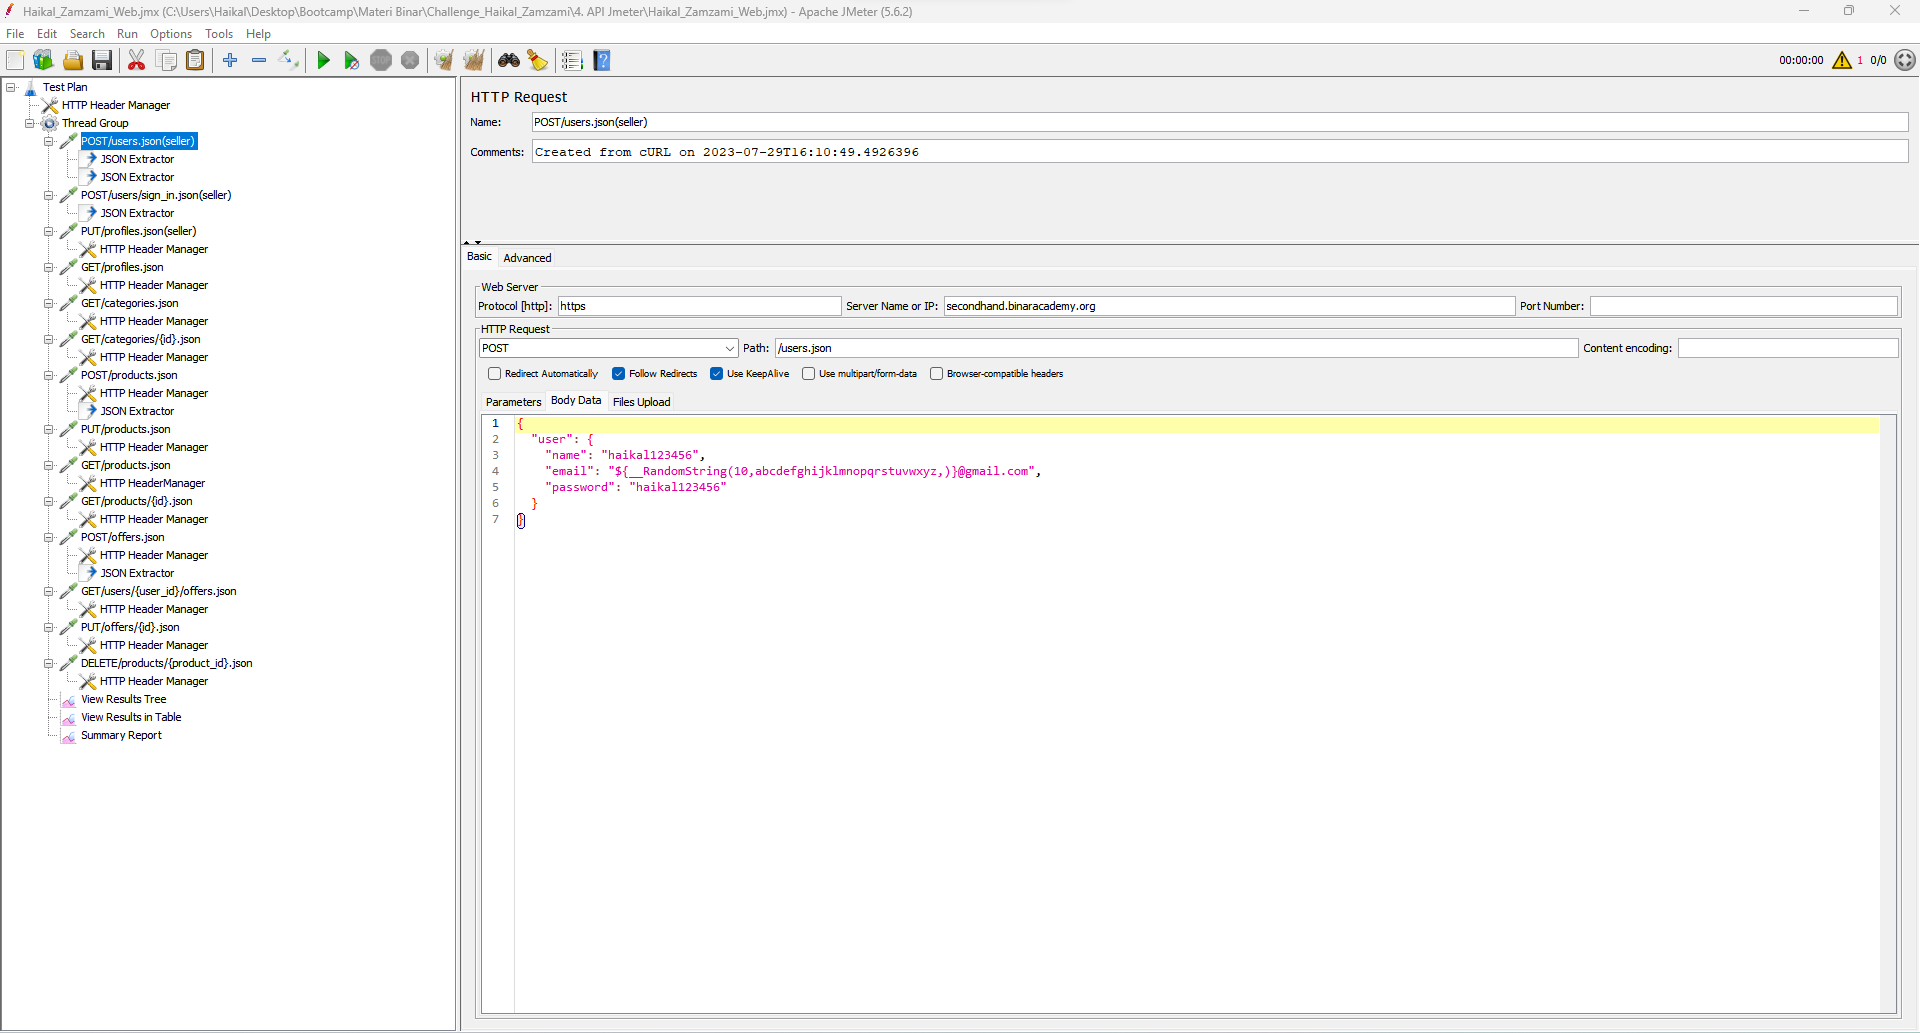 Haikal_Zamzami_Web.jmx (C:\Users\Haikal\Desktop\Bootcamp\Materi Binar\Challenge_Haikal_Zamzami\4. API Jmeter\Haikal_Zamzami_Web.jmx) - Apache JMeter (5.6.2)
File Edit Search Run Options Tools Help
STOP
00:00:00 1 0/0
Test Plan
HTTP Header Manager
Thread Group
POST/users.json(seller)
JSON Extractor
JSON Extractor
POST/users/sign_in.json(seller)
JSON Extractor
PUT/profiles.json(seller)
HTTP Header Manager
GET/profiles.json
HTTP Header Manager
GET/categories.json
HTTP Header Manager
GET/categories/{id}.json
HTTP Header Manager
POST/products.json
HTTP Header Manager
JSON Extractor
PUT/products.json
HTTP Header Manager
GET/products.json
HTTP HeaderManager
GET/products/{id}.json
HTTP Header Manager
POST/offers.json
HTTP Header Manager
JSON Extractor
GET/users/{user_id}/offers.json
HTTP Header Manager
PUT/offers/{id}.json
HTTP Header Manager
DELETE/products/{product_id}.json
HTTP Header Manager
View Results Tree
View Results in Table
Summary Report
HTTP Request
Name: POST/users.json(seller)
Comments: Created from cURL on 2023-07-29T16:10:49.4926396
Basic Advanced
Web Server
Protocol [http]: https Server Name or IP: secondhand.binaracademy.org Port Number:
HTTP Request
POST Path: /users.json Content encoding:
Redirect Automatically Follow Redirects Use KeepAlive Use multipart/form-data Browser-compatible headers
Parameters Body Data Files Upload
1 {
2 "user": {
3 "name": "haikal123456",
4 "email": "${__RandomString(10,abcdefghijklmnopqrstuvwxyz,)}@gmail.com",
5 "password": "haikal123456"
6 }
7 }